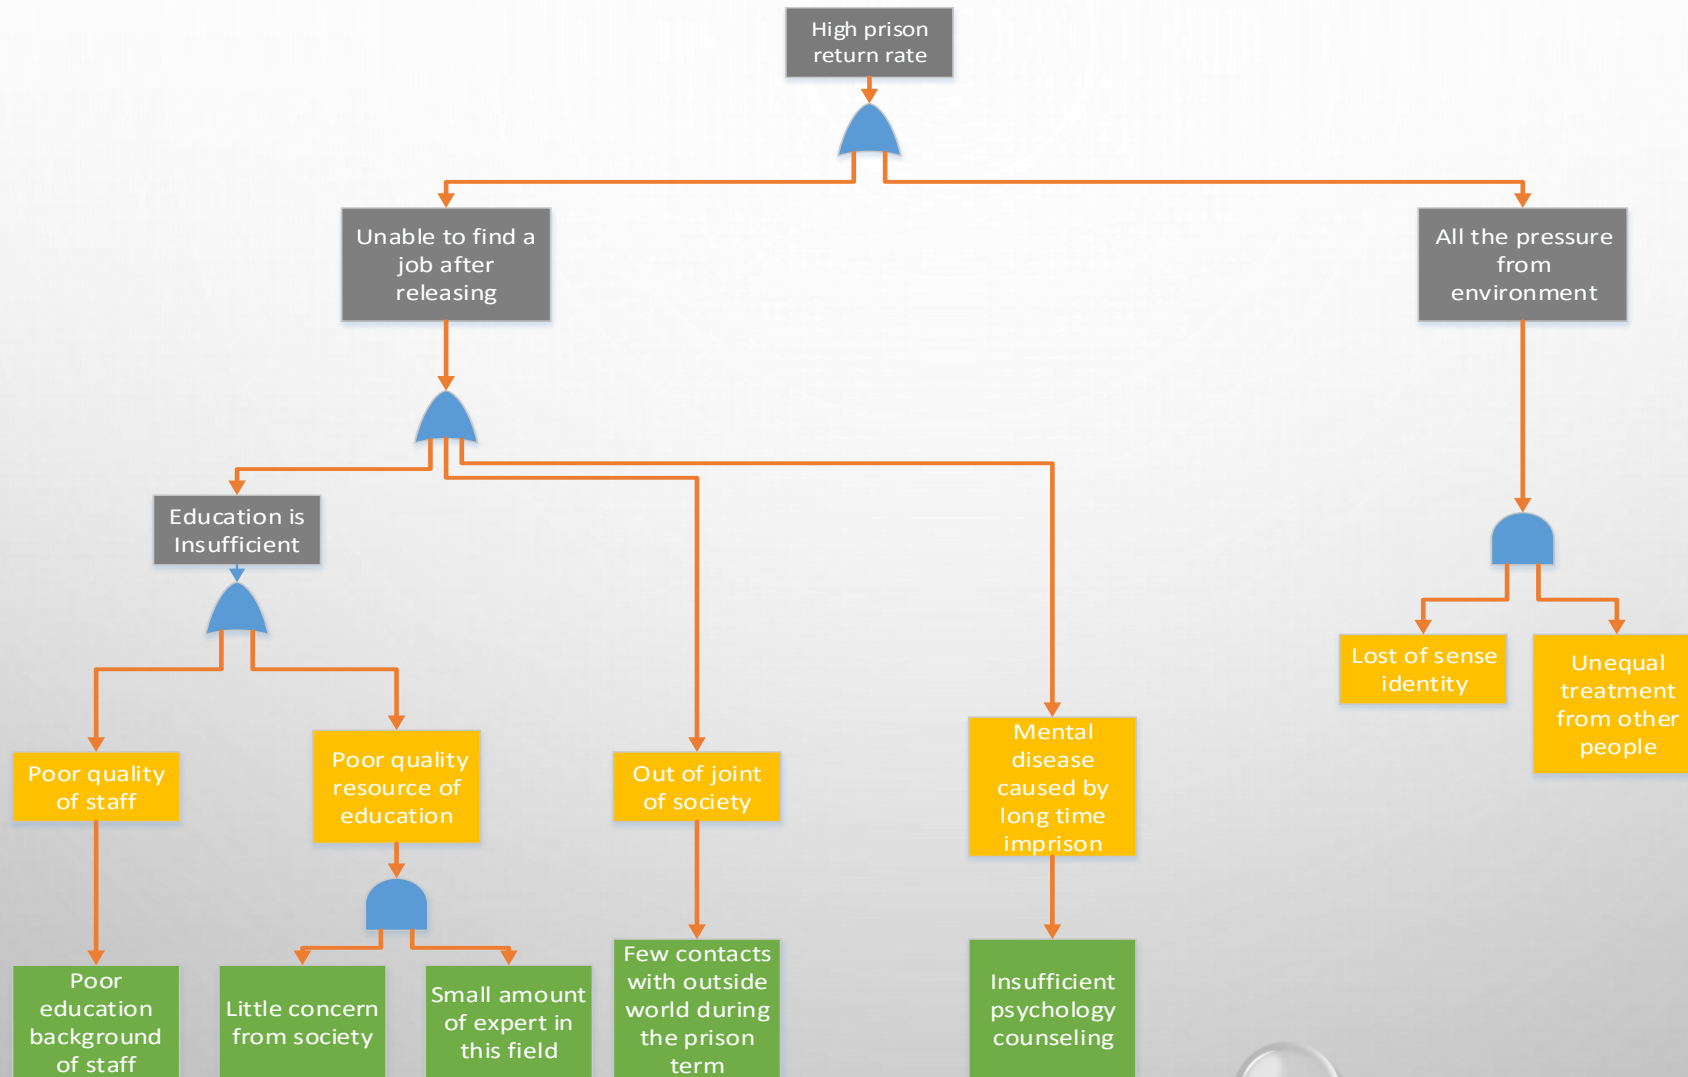 High prison
return rate
Unable to find a
job after
releasing
All the pressure
from
environment
Education is
Insufficient
Lost of sense
identity
Unequal
treatment
from other
people
Poor quality
of staff
Poor quality
resource of
education
Out of joint
of society
Mental
disease
caused by
long time
imprison
Poor
education
background
of staff
Little concern
from society
Small amount
of expert in
this field
Few contacts
with outside
world during
the prison
term
Insufficient
psychology
counseling